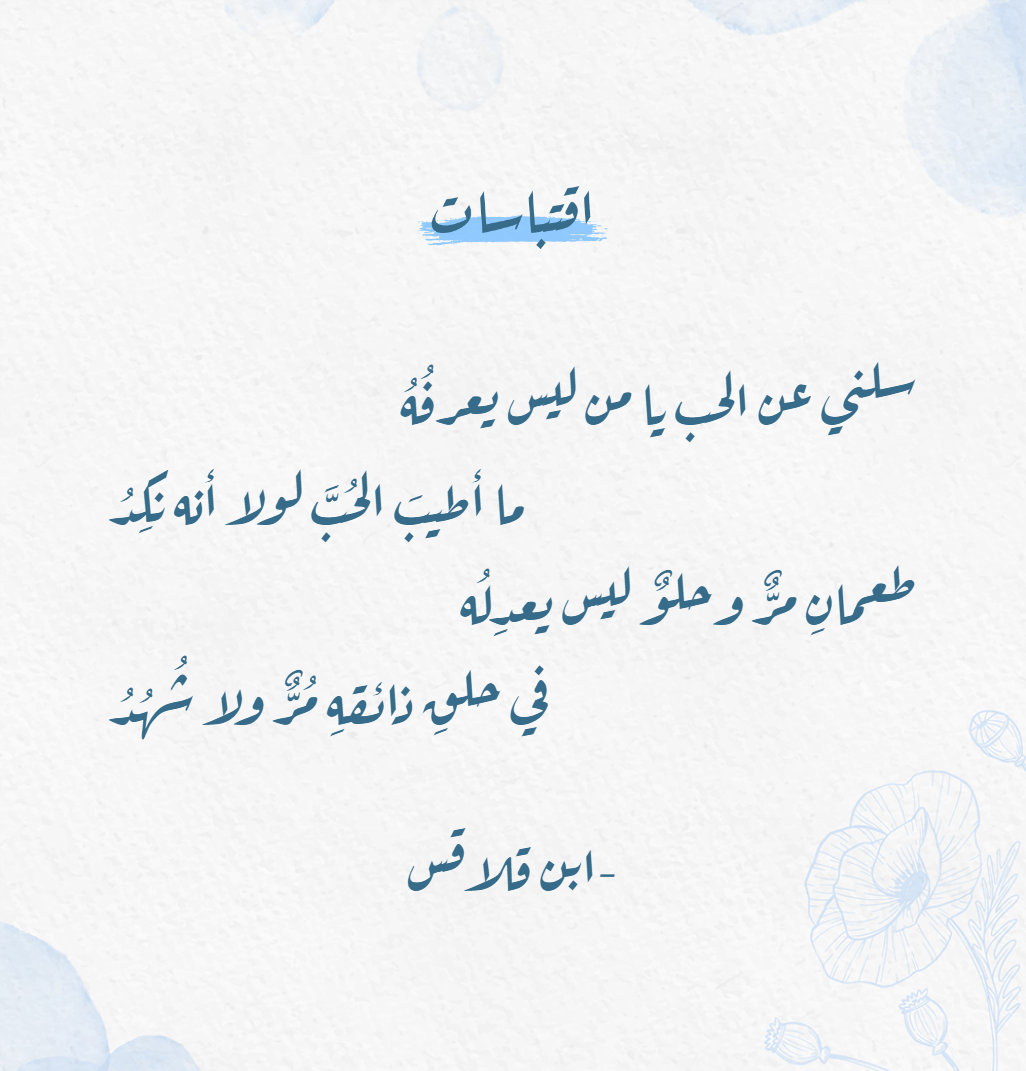 اقتباسات
سلني عن الحب يا من ليس يعرفُهُ
ما أطيبَ الحُبَّ لولا أنه نَكِدُ
طعمانِ مرٌّ و حلوٌ ليس يعدِلُه
في حلقِ ذائقهِ مُرٌّ ولا شُهُدُ
- ابن قلاقس